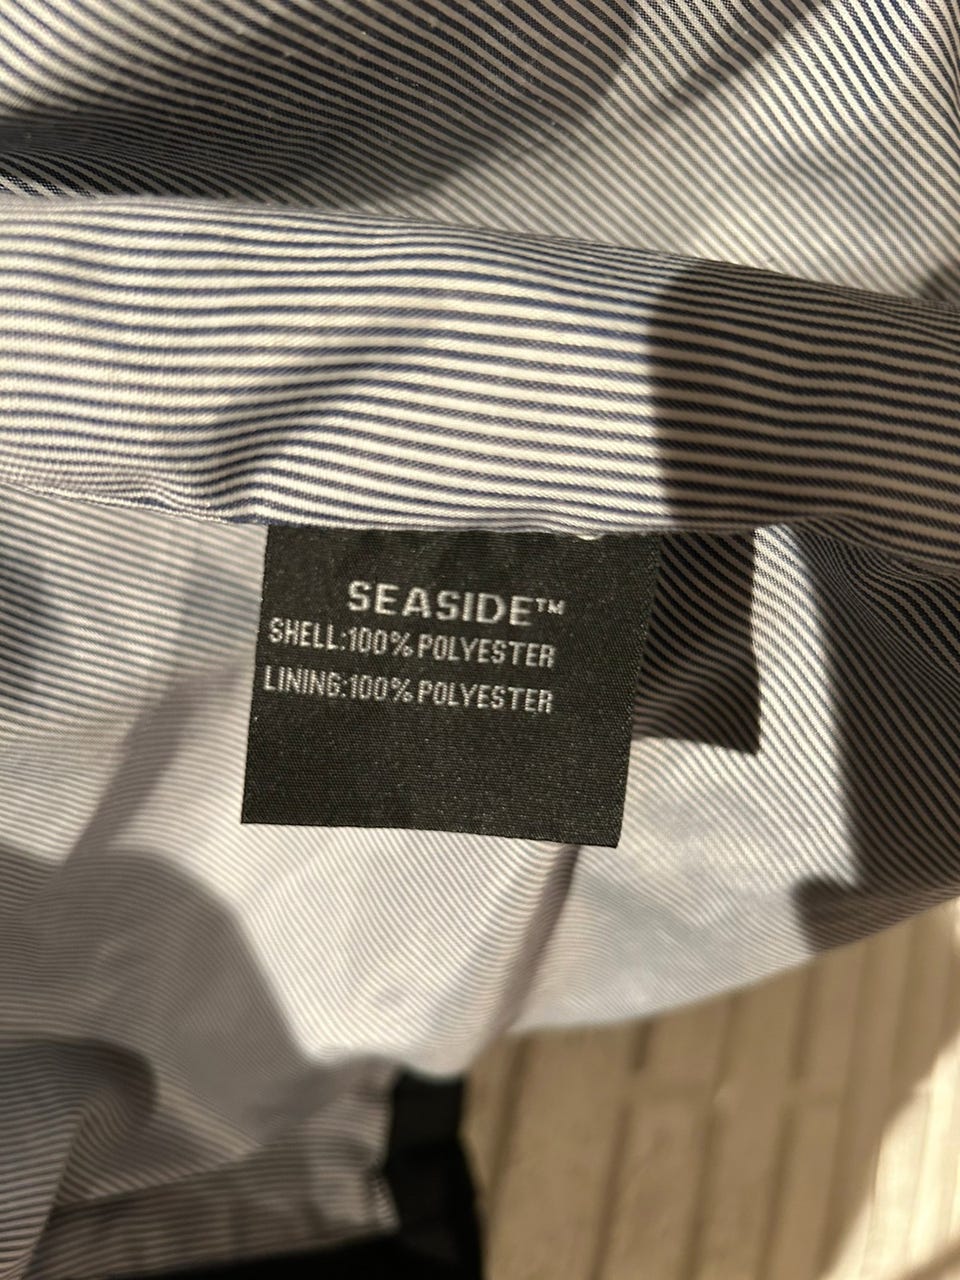 SEASIDE™
SHELL:100% POLYESTER
LINING:100% POLYESTER